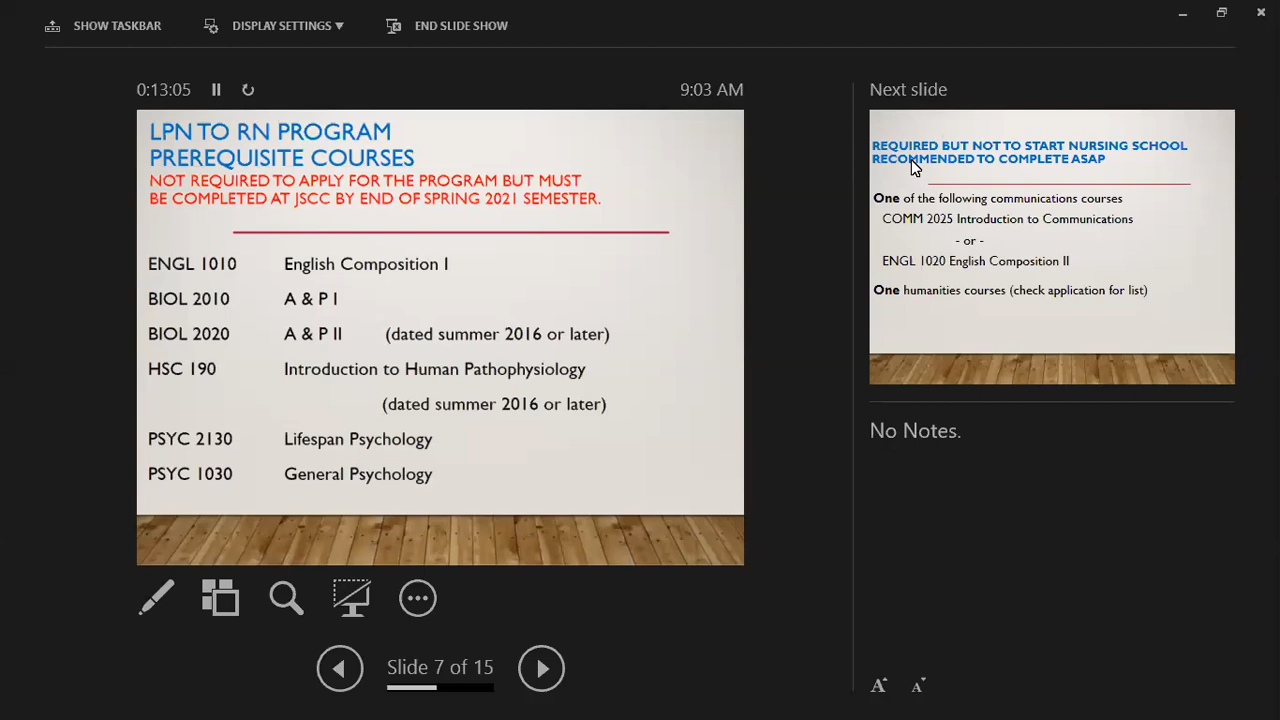 SHOW TASKBAR
DISPLAY SETTINGS
END SLIDE SHOW
0:13:05
9:03 AM
LPN TO RN PROGRAM
PREREQUISITE COURSES
NOT REQUIRED TO APPLY FOR THE PROGRAM BUT MUST
BE COMPLETED AT JSCC BY END OF SPRING 2021 SEMESTER.
ENGL 1010 English Composition I
BIOL 2010 A & P I
BIOL 2020 A & P II (dated summer 2016 or later)
HSC 190 Introduction to Human Pathophysiology
(dated summer 2016 or later)
PSYC 2130 Lifespan Psychology
PSYC 1030 General Psychology
Slide 7 of 15
Next slide
REQUIRED BUT NOT TO START NURSING SCHOOL
RECOMMENDED TO COMPLETE ASAP
One of the following communications courses
COMM 2025 Introduction to Communications
- or -
ENGL 1020 English Composition II
One humanities courses (check application for list)
No Notes.
A A